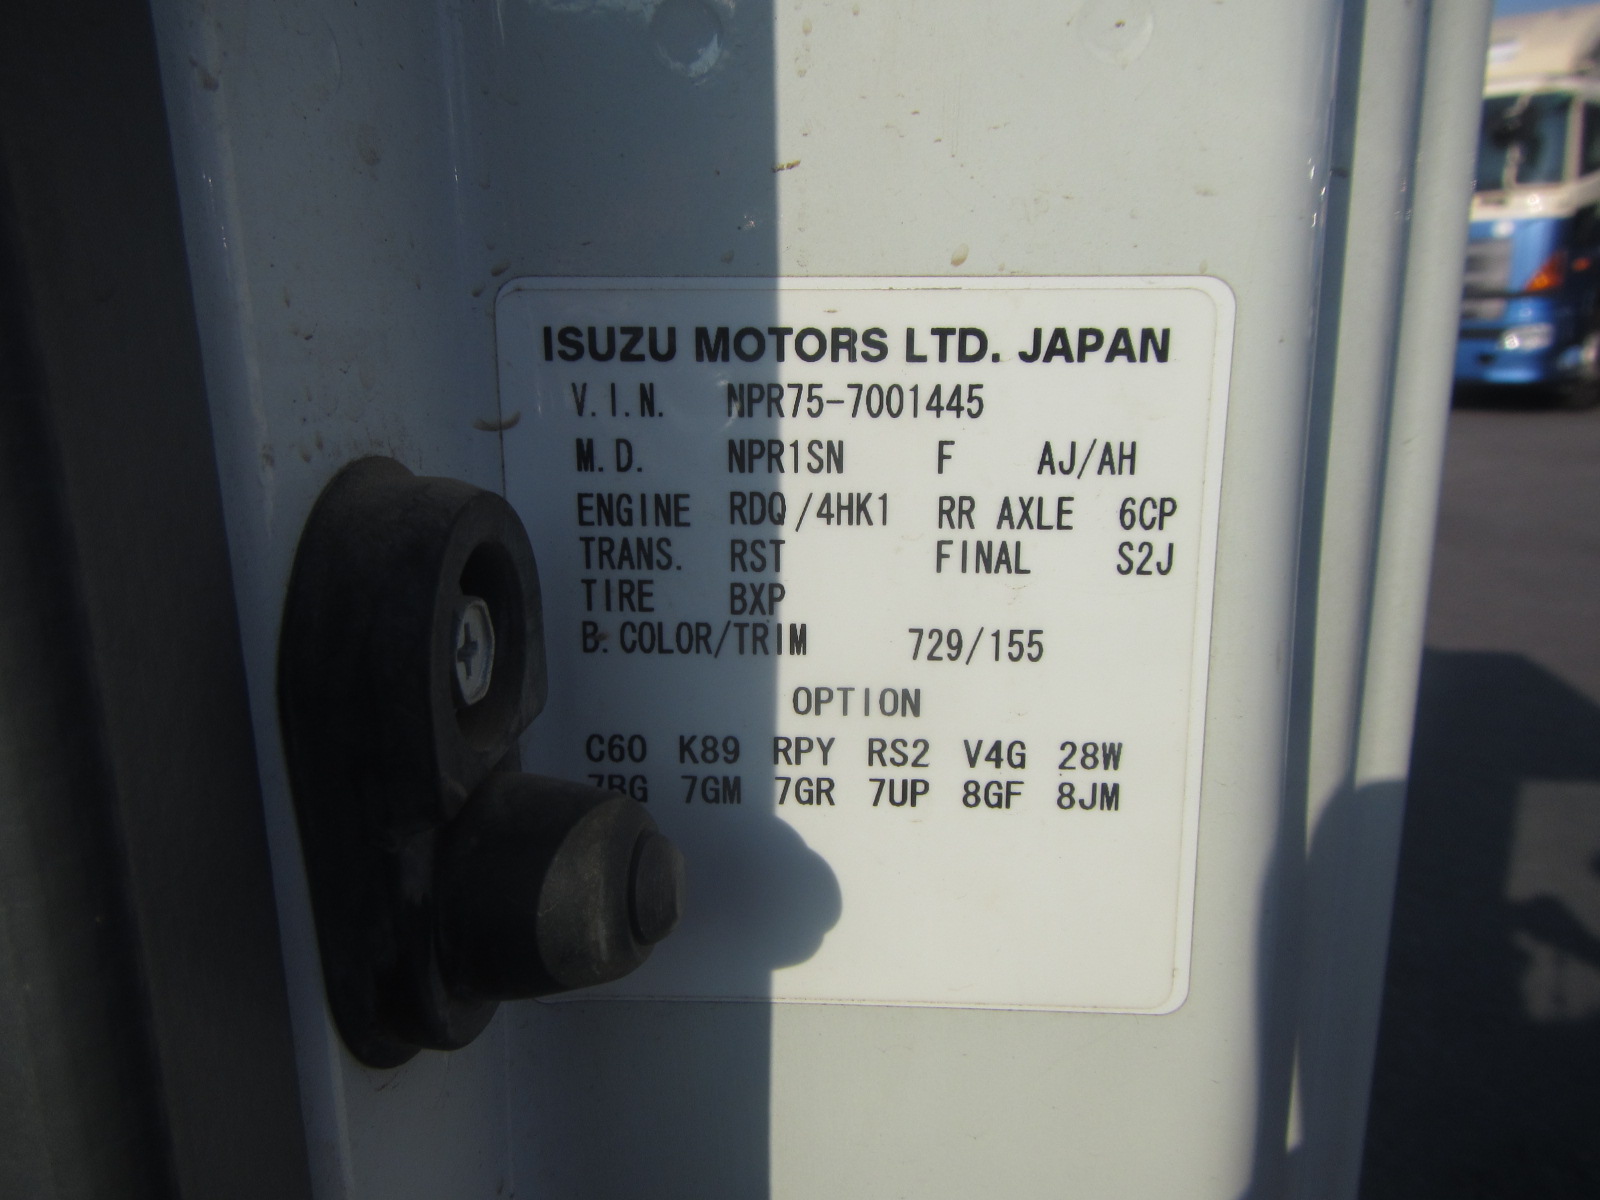 ISUZU MOTORS LTD. JAPAN
V.I.N. NPR75-7001445
M.D. NPR1SN F AJ/AH
ENGINE RDQ/4HK1 RR AXLE 6CP
TRANS. RST FINAL S2J
TIRE BXP
B. COLOR/TRIM 729/155
OPTION
C60 K89 RPY RS2 V4G 28W
7GM 7GR 7UP 8GF 8JM